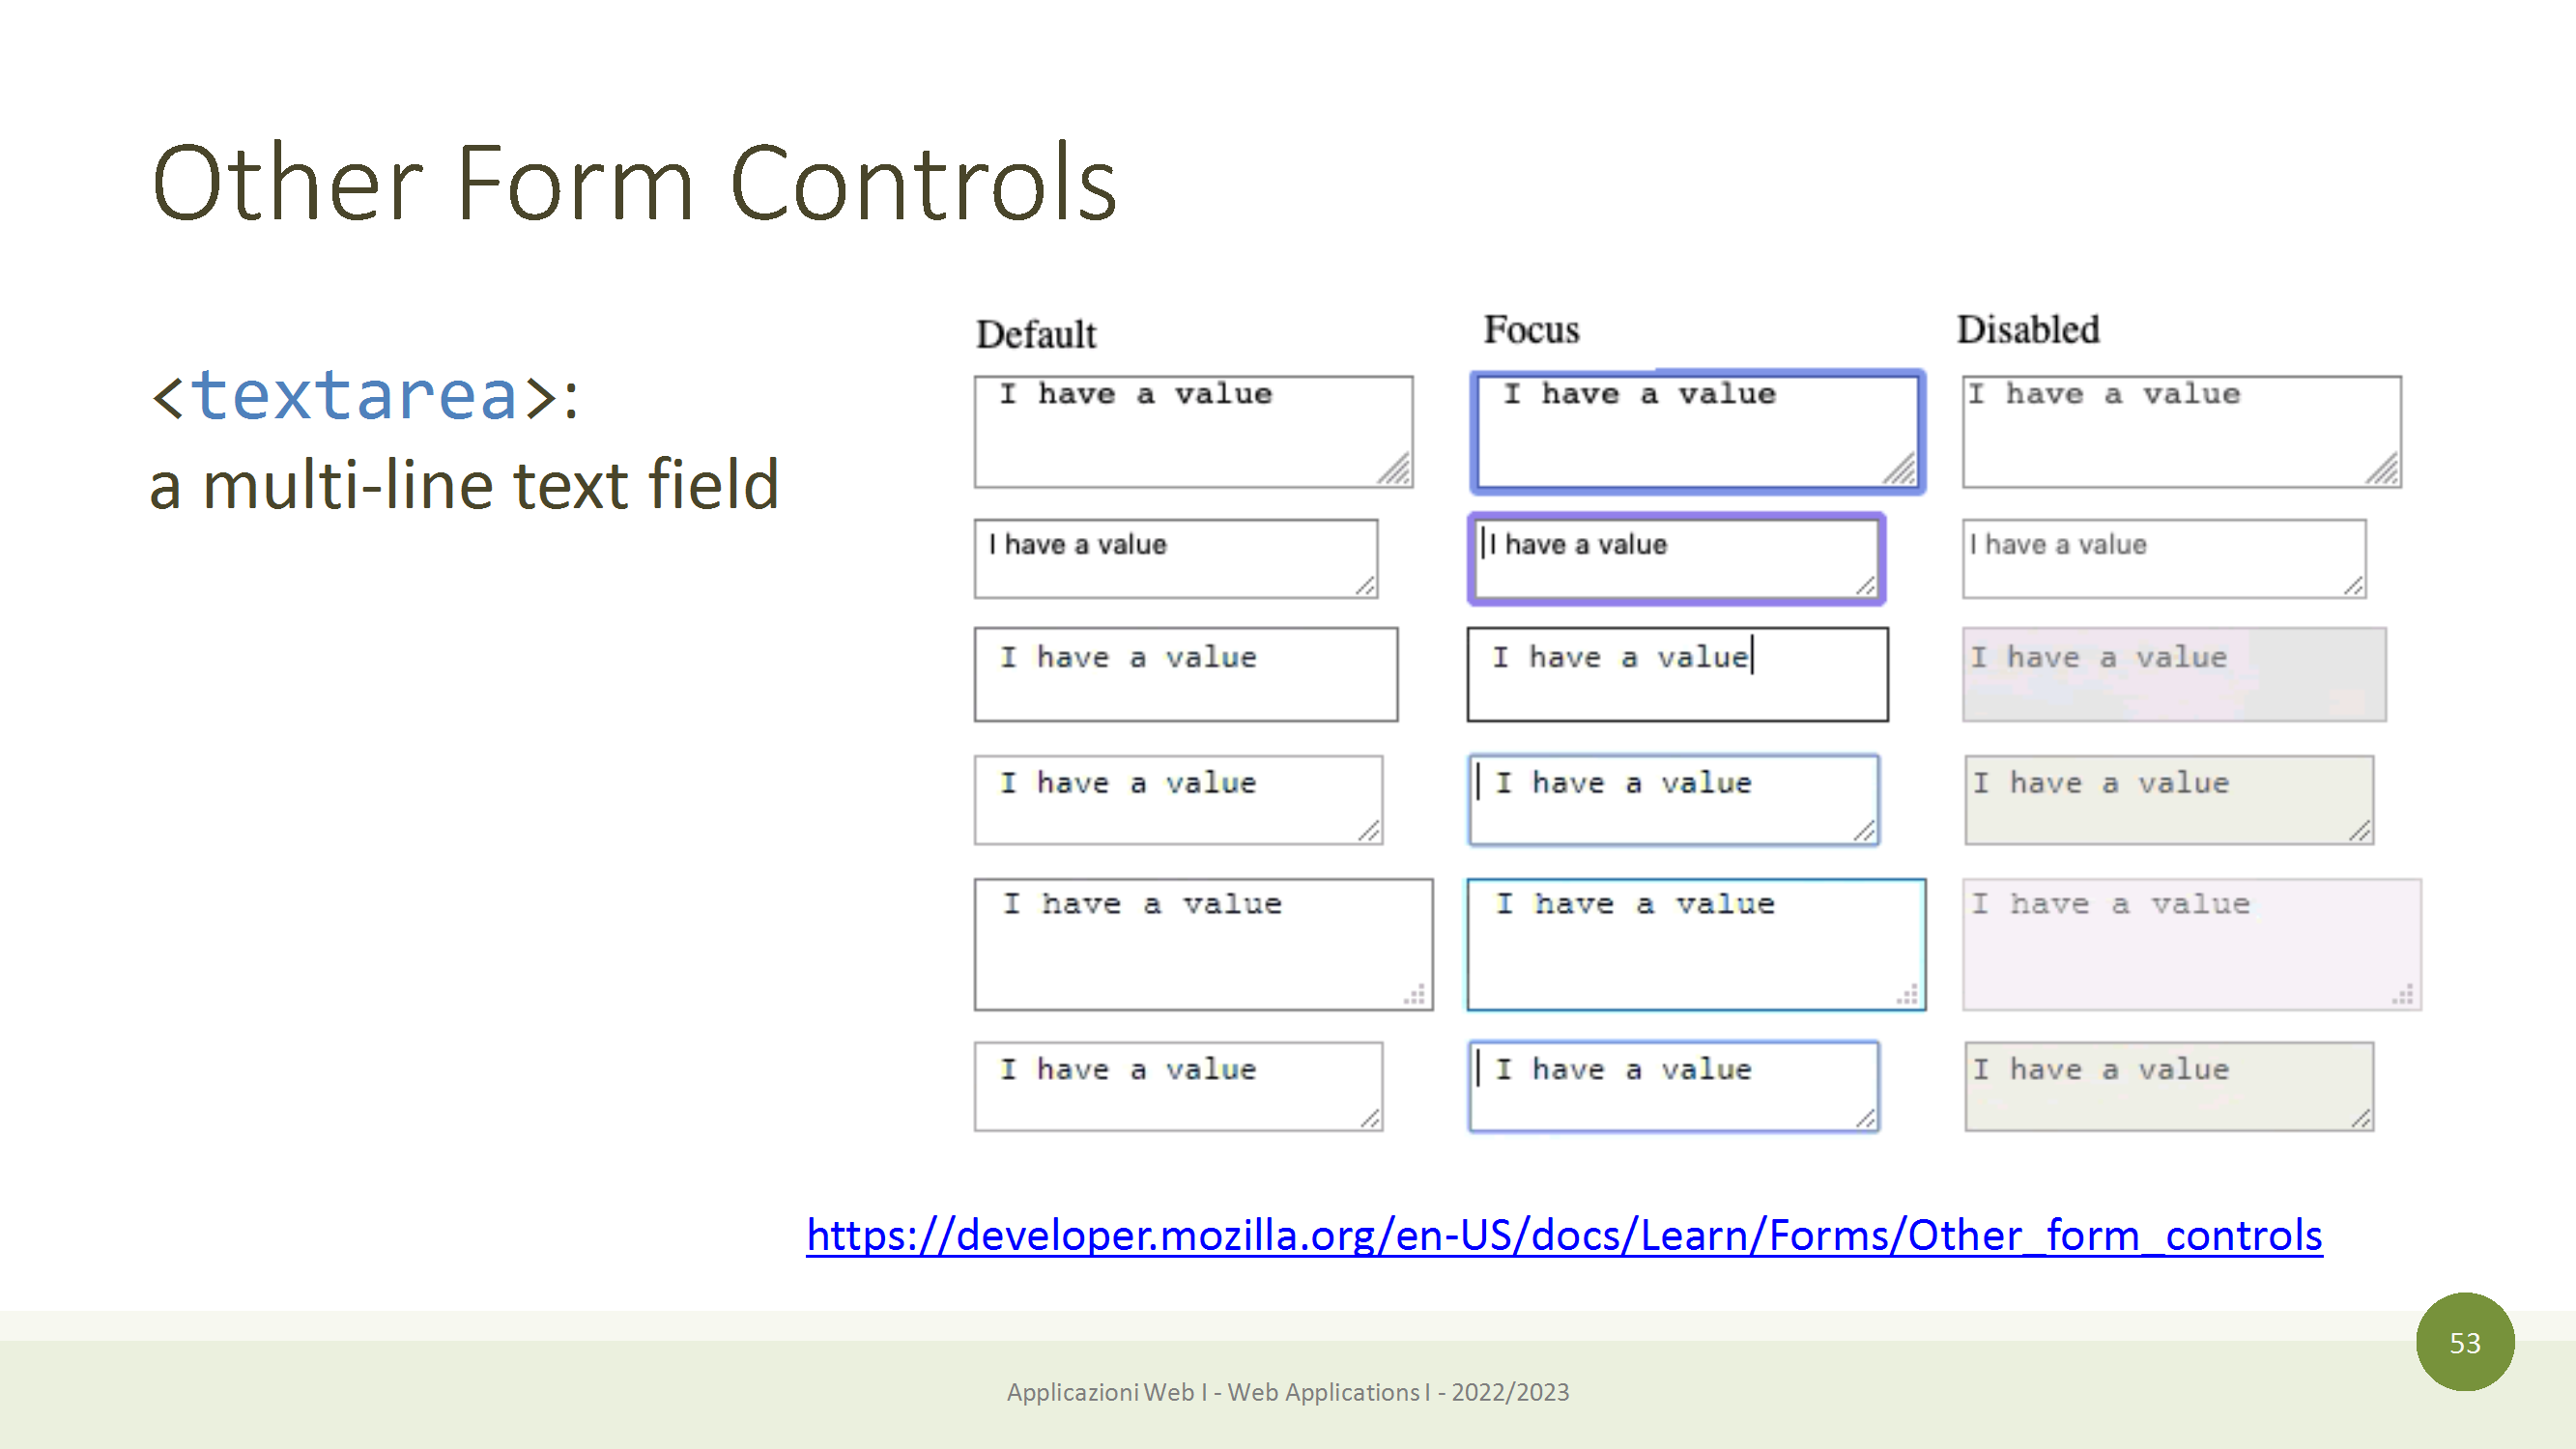 Other Form Controls
<textarea>:
a multi-line text field
Default Focus Disabled
I have a value I have a value I have a value
I have a value I have a value I have a value
I have a value I have a value I have a value
I have a value I have a value I have a value
I have a value I have a value I have a value
I have a value I have a value I have a value
https://developer.mozilla.org/en-US/docs/Learn/Forms/Other_form_controls
53
Applicazioni Web I - Web Applications I - 2022/2023